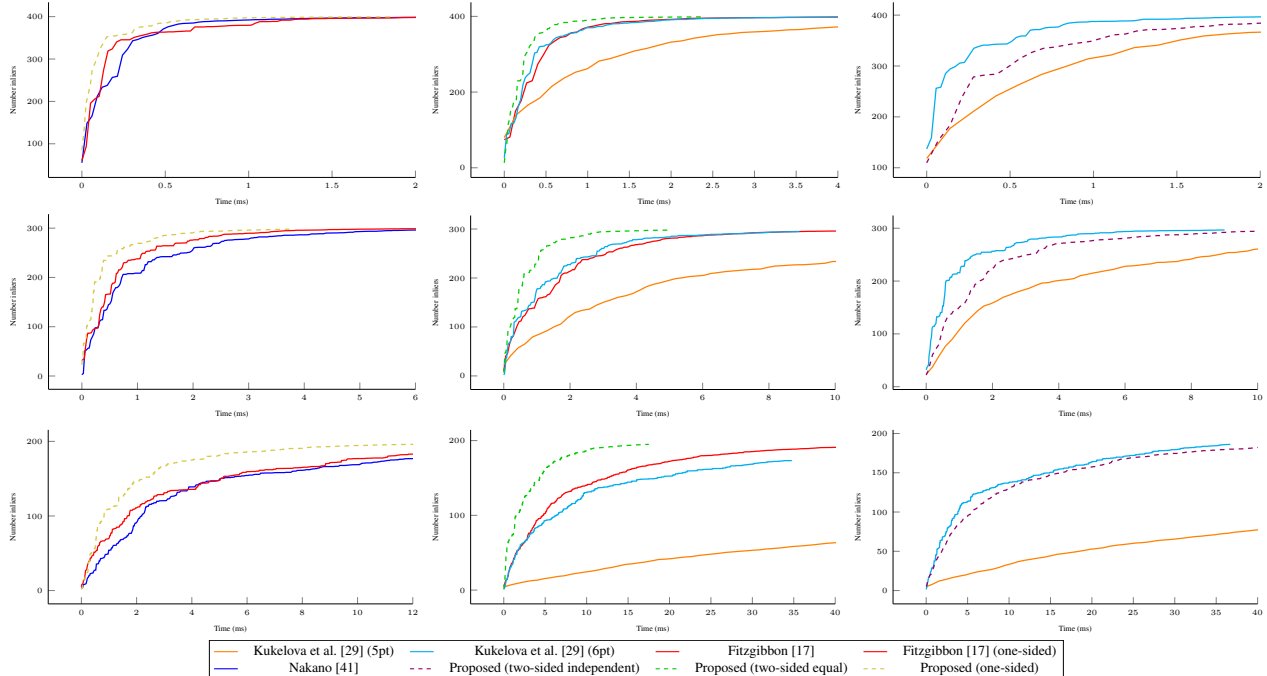 400
300
200
100
0 0.5 1 1.5 2
Time (ms)
Number inliers
400
200
0
0 0.5 1 1.5 2 2.5 3 3.5 4
Time (ms)
Number inliers
400
300
200
100
0 0.5 1 1.5 2
Time (ms)
Number inliers
300
200
100
0
0 1 2 3 4 5 6
Time (ms)
Number inliers
300
200
100
0
0 2 4 6 8 10
Time (ms)
Number inliers
300
200
100
0
0 2 4 6 8 10
Time (ms)
Number inliers
200
100
0
0 2 4 6 8 10 12
Time (ms)
Number inliers
200
150
100
50
0
0 5 10 15 20 25 30 35 40
Time (ms)
Number inliers
200
150
100
50
0
0 5 10 15 20 25 30 35 40
Time (ms)
Number inliers
Kukelova et al. [29] (5pt) Kukelova et al. [29] (6pt) Fitzgibbon [17] Fitzgibbon [17] (one-sided)
Nakano [41] Proposed (two-sided independent) Proposed (two-sided equal) Proposed (one-sided)